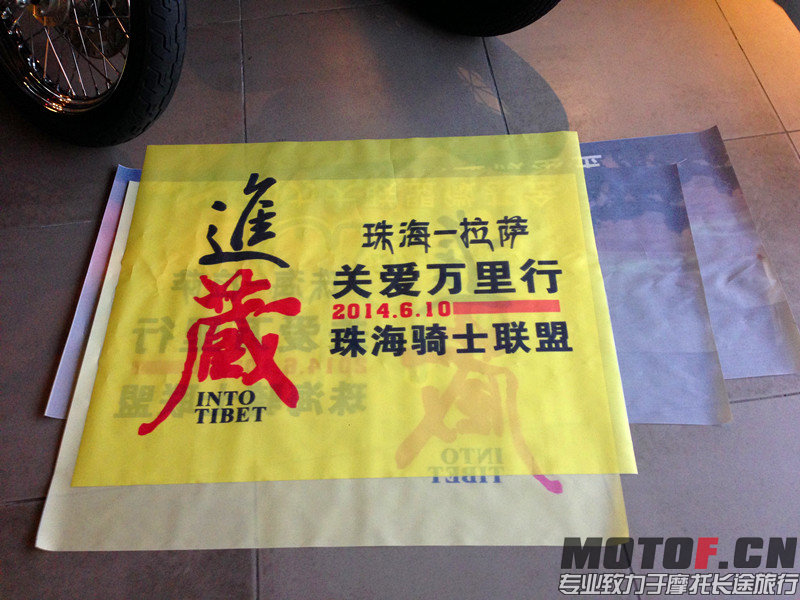 進
藏
INTO
TIBET
珠海一拉萨
关爱万里行
2014.6.10
珠海骑士联盟
MOTOF.CN
专业致力于摩托长途旅行